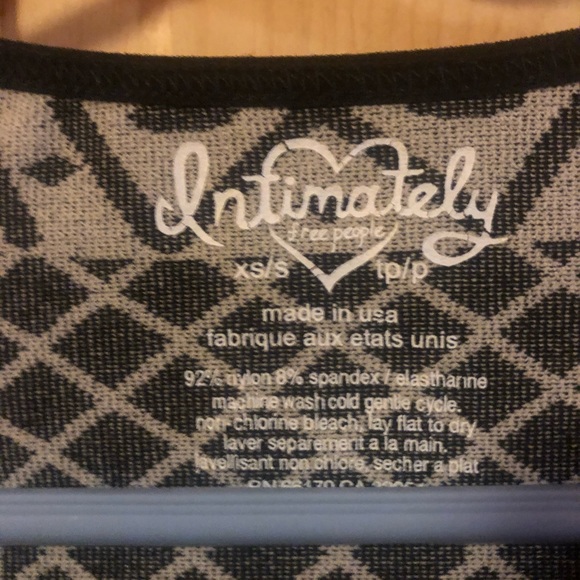 Intimately
free people
xs/s tp/p
made in usa
fabrique aux etats unis
92% nylon 8% spandex / elasthanne
machine wash cold gentle cycle.
non-chlorine bleach, lay flat to dry
laver separement a la main.
javellisant non chlore, secher a plat